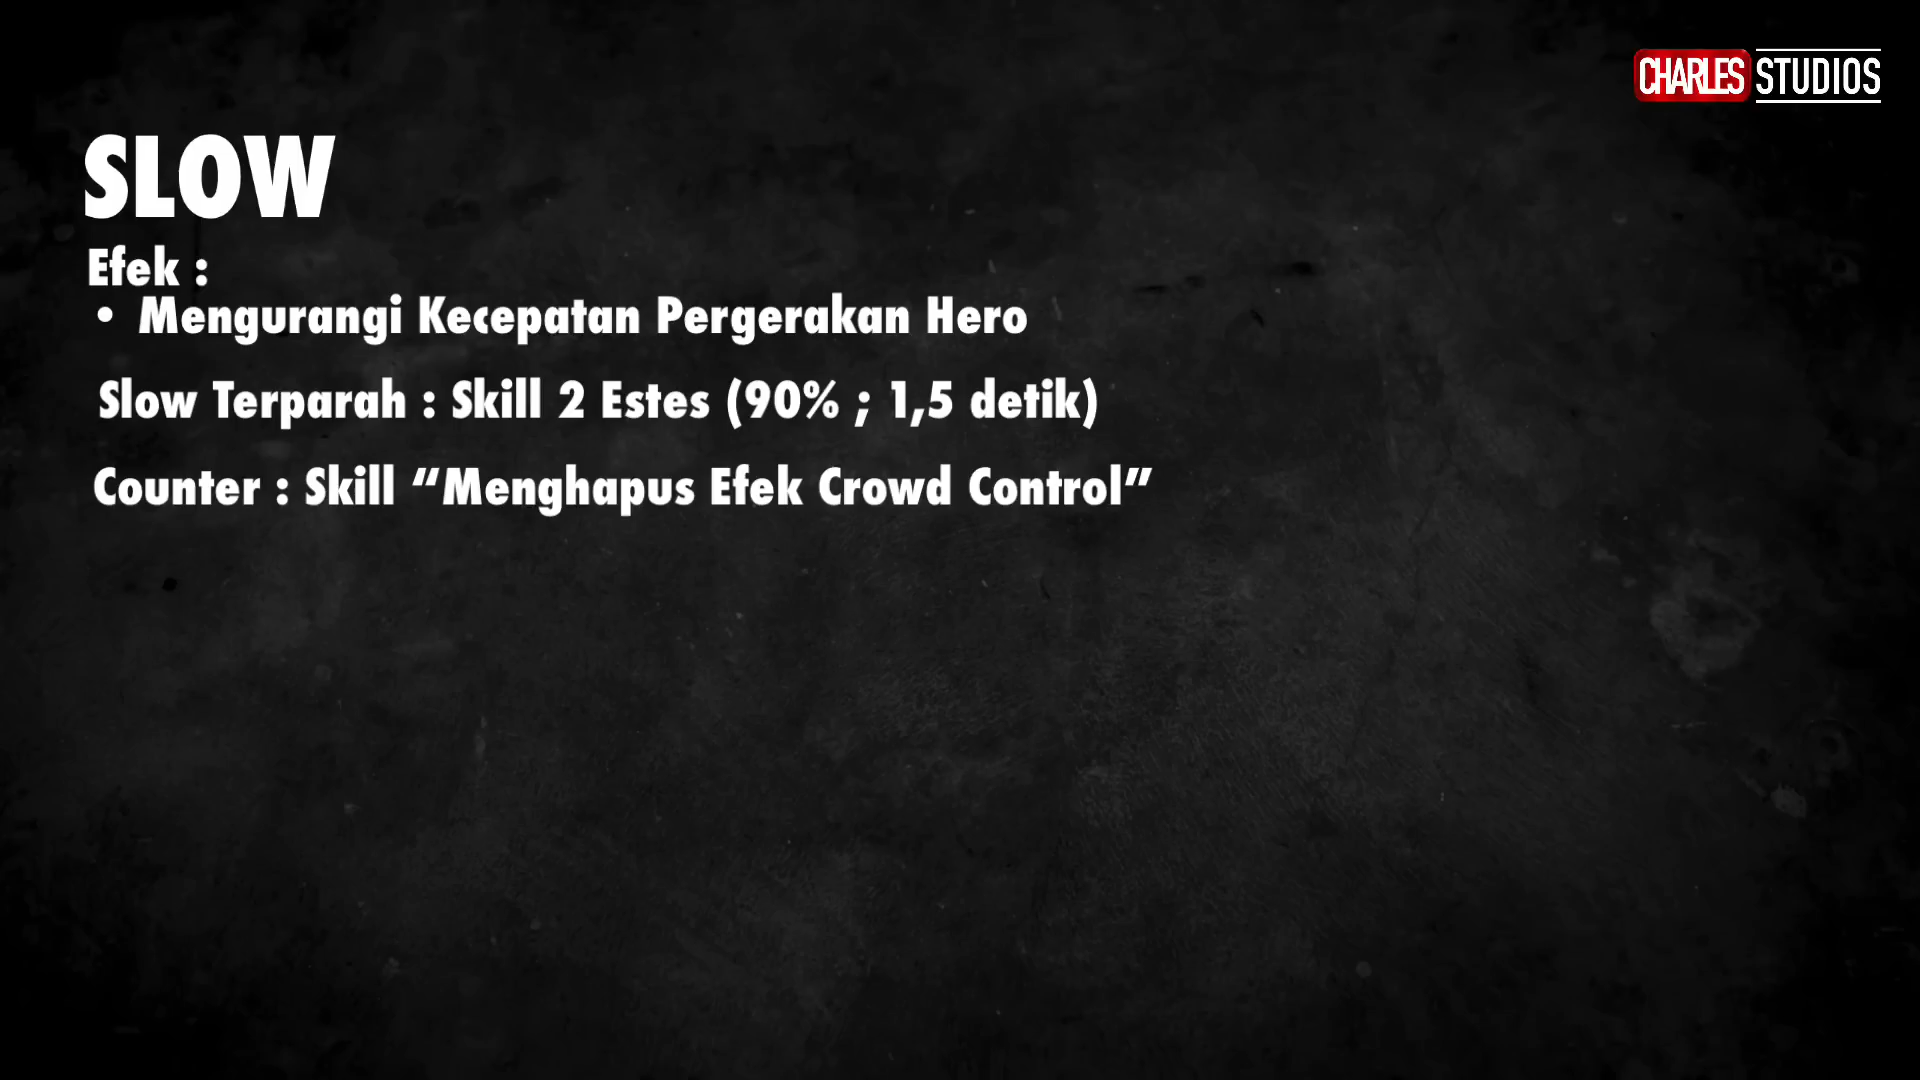 CHARLES STUDIOS
SLOW
Efek :
• Mengurangi Kecepatan Pergerakan Hero
Slow Terparah : Skill 2 Estes (90% ; 1,5 detik)
Counter : Skill “Menghapus Efek Crowd Control”